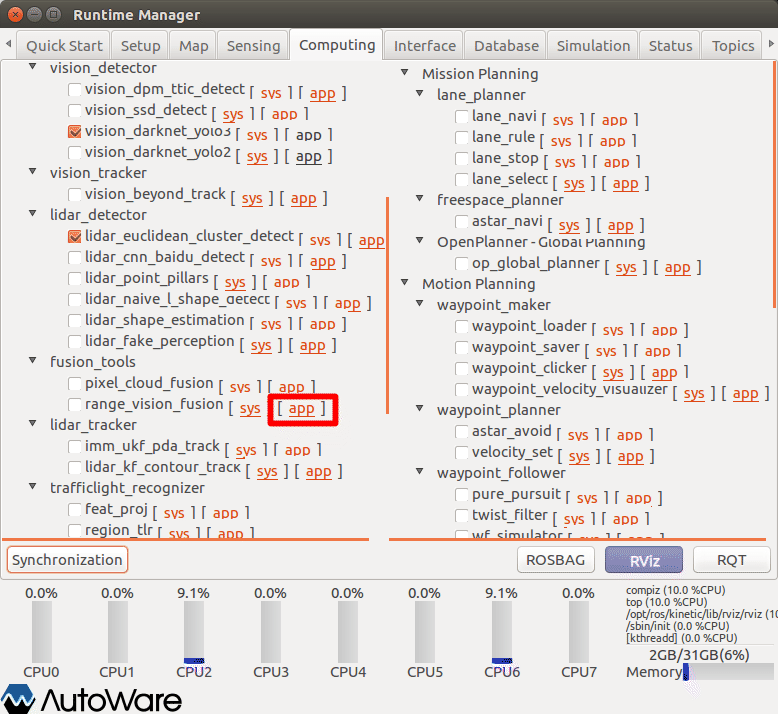 Runtime Manager
Quick Start Setup Map Sensing Computing Interface Database Simulation Status Topics
vision_detector
vision_dpm_ttic_detect [ sys ] [ app ]
vision_ssd_detect [ sys ] [ app ]
vision_darknet_yolo3 [ sys ] [ app ]
vision_darknet_yolo2 [ sys ] [ app ]
vision_tracker
vision_beyond_track [ sys ] [ app ]
lidar_detector
lidar_euclidean_cluster_detect [ sys ] [ app
lidar_cnn_baidu_detect [ sys ] [ app ]
lidar_point_pillars [ sys ] [ app ]
lidar_naive_l_shape_detect [ sys ] [ app ]
lidar_shape_estimation [ sys ] [ app ]
lidar_fake_perception [ sys ] [ app ]
fusion_tools
pixel_cloud_fusion [ sys ] [ app ]
range_vision_fusion [ sys [ app ]
lidar_tracker
imm_ukf_pda_track [ sys ] [ app ]
lidar_kf_contour_track [ sys ] [ app ]
trafficlight_recognizer
feat_proj [ sys ] [ app ]
region_tlr [ sys ] [ app ]
Mission Planning
lane_planner
lane_navi [ sys ] [ app ]
lane_rule [ sys ] [ app ]
lane_stop [ sys ] [ app ]
lane_select [ sys ] [ app ]
freespace_planner
astar_navi [ sys ] [ app ]
OpenPlanner - Global Planning
op_global_planner [ sys ] [ app ]
Motion Planning
waypoint_maker
waypoint_loader [ sys ] [ app ]
waypoint_saver [ sys ] [ app ]
waypoint_clicker [ sys ] [ app ]
waypoint_velocity_visualizer [ sys ] [ app ]
waypoint_planner
astar_avoid [ sys ] [ app ]
velocity_set [ sys ] [ app ]
waypoint_follower
pure_pursuit [ sys ] [ app ]
twist_filter [ sys ] [ app ]
wf_simulator [ sys ] [ app ]
Synchronization ROSBAG RViz RQT
0.0% 0.0% 9.1% 0.0% 0.0% 0.0% 9.1% 0.0%
CPU0 CPU1 CPU2 CPU3 CPU4 CPU5 CPU6 CPU7
compiz (10.0 %CPU)
top (10.0 %CPU)
/opt/ros/kinetic/lib/rviz/rviz (10
/sbin/init (0.0 %CPU)
[kthreadd] (0.0 %CPU)
2GB/31GB(6%)
Memory
AutoWare